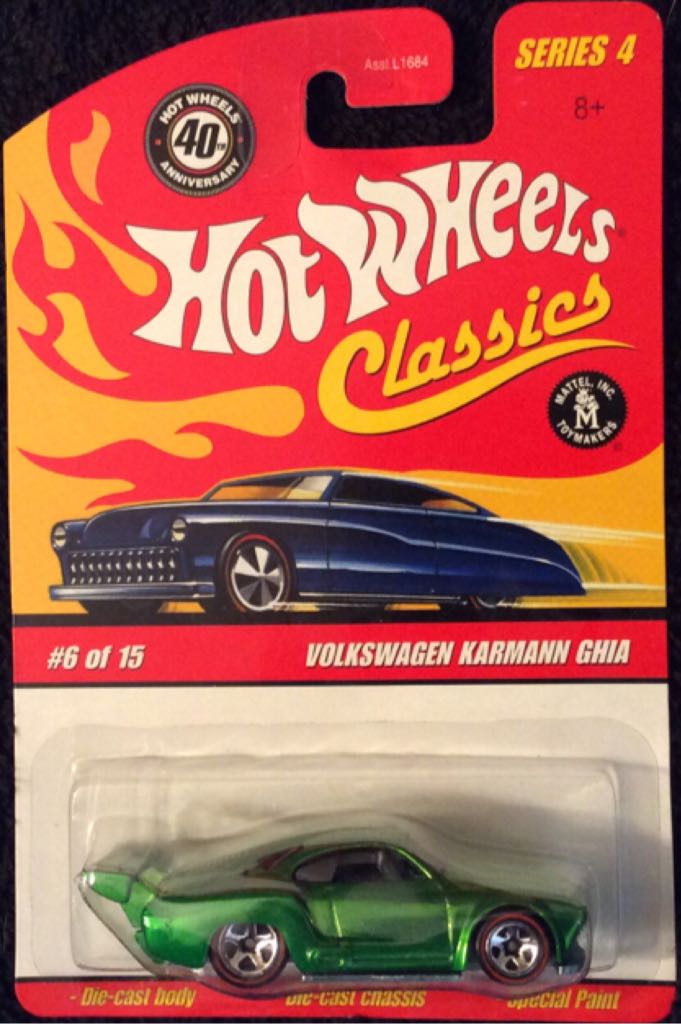 Asst.L1684
SERIES 4
8+
HOT WHEELS
40TH
ANNIVERSARY
Hot Wheels®
Classics
MATTEL, INC.
M
TOYMAKERS
#6 of 15
VOLKSWAGEN KARMANN GHIA
- Die-cast body Die-cast chassis - Special Paint